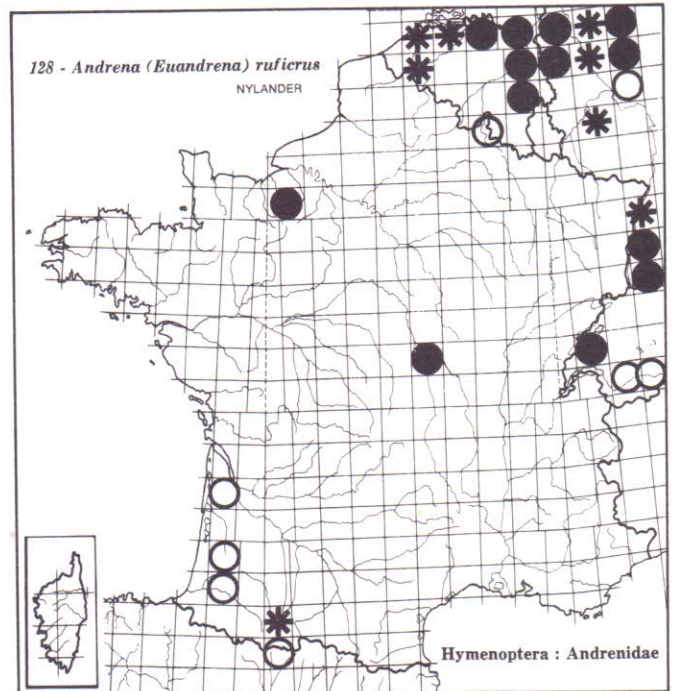 128 - Andrena (Euandrena) ruficrus
NYLANDER
Hymenoptera : Andrenidae